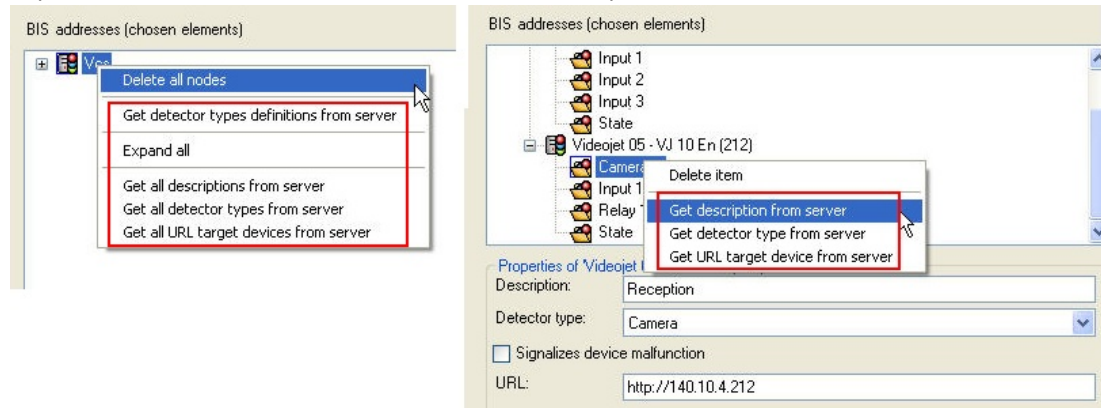 BIS addresses (chosen elements)
Delete all nodes
Get detector types definitions from server
Expand all
Get all descriptions from server
Get all detector types from server
Get all URL target devices from server
BIS addresses (chosen elements)
Input 1
Input 2
Input 3
State
Videojet 05 - VJ 10 En (212)
Camera
Delete item
Input 1
Get description from server
Relay
Get detector type from server
State
Get URL target device from server
Properties of 'Videojet
Description: Reception
Detector type: Camera
Signalizes device malfunction
URL: http://140.10.4.212